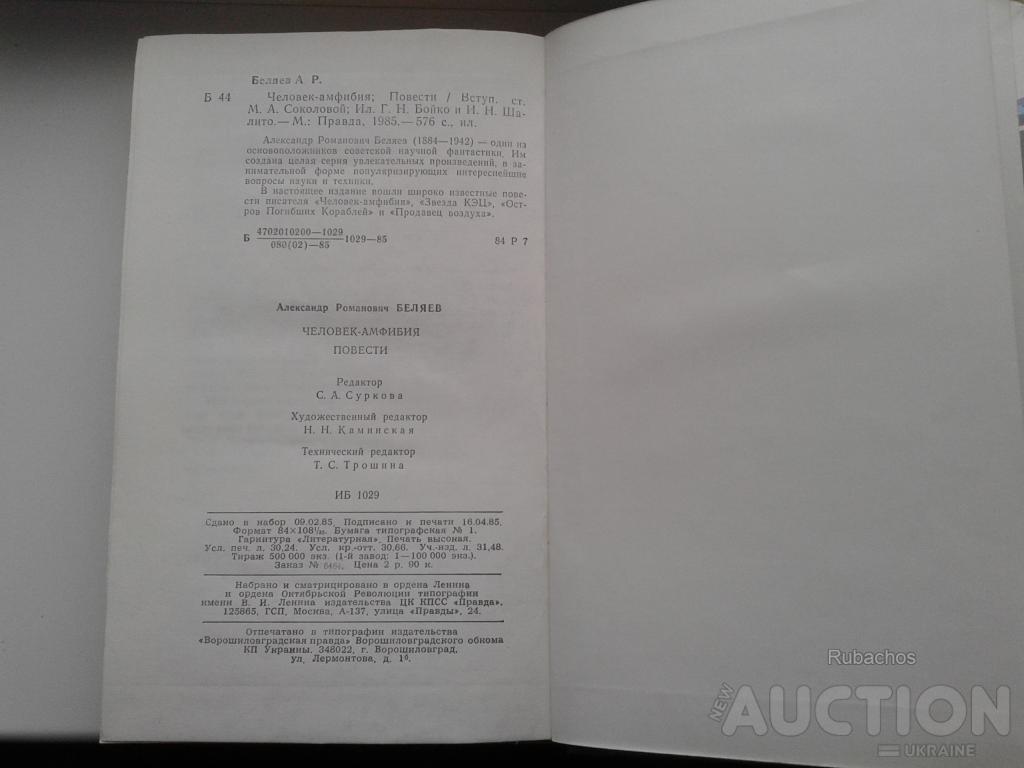 Беляев А Р.
Б 44 Человек-амфибия; Повести / Вступ. ст.
М. А. Соколовой; Ил. Г. Н. Бойко и И. Н. Ша-
лито.— М.: Правда, 1985.— 576 с., ил.
Александр Романович Беляев (1884—1942) — один из
основоположников советской научной фантастики. Им
создана целая серия увлекательных произведений, в за-
нимательной форме популяризирующих интереснейшие
вопросы науки и техники.
В настоящее издание вошли широко известные пове-
сти писателя «Человек-амфибия», «Звезда КЭЦ», «Ост-
ров Погибших Кораблей» и «Продавец воздуха».
4702010200—1029
Б 1029—85 84 Р 7
080(02)—85
Александр Романович БЕЛЯЕВ
ЧЕЛОВЕК-АМФИБИЯ
ПОВЕСТИ
Редактор
С. А. Суркова
Художественный редактор
Н. Н. Каминская
Технический редактор
Т. С. Трошина
ИБ 1029
Сдано в набор 09.02.85. Подписано к печати 16.04.85.
Формат 84×108¹/₃₂. Бумага типографская № 1.
Гарнитура «Литературная». Печать высокая.
Усл. печ. л. 30,24. Усл. кр.-отт. 30,66. Уч.-изд. л. 31,48.
Тираж 500 000 экз. (1-й завод: 1—100 000 экз.).
Заказ № Цена 2 р. 90 к.
Набрано и сматрицировано в ордена Ленина
и ордена Октябрьской Революции типографии
имени В. И. Ленина издательства ЦК КПСС «Правда».
125865, ГСП, Москва, А-137, улица «Правды», 24.
Отпечатано в типографии издательства
«Ворошиловградская правда» Ворошиловградского обкома
КП Украины. 348022, г. Ворошиловград,
ул. Лермонтова, д. 1б.
Rubachos
NEW AUCTION
UKRAINE